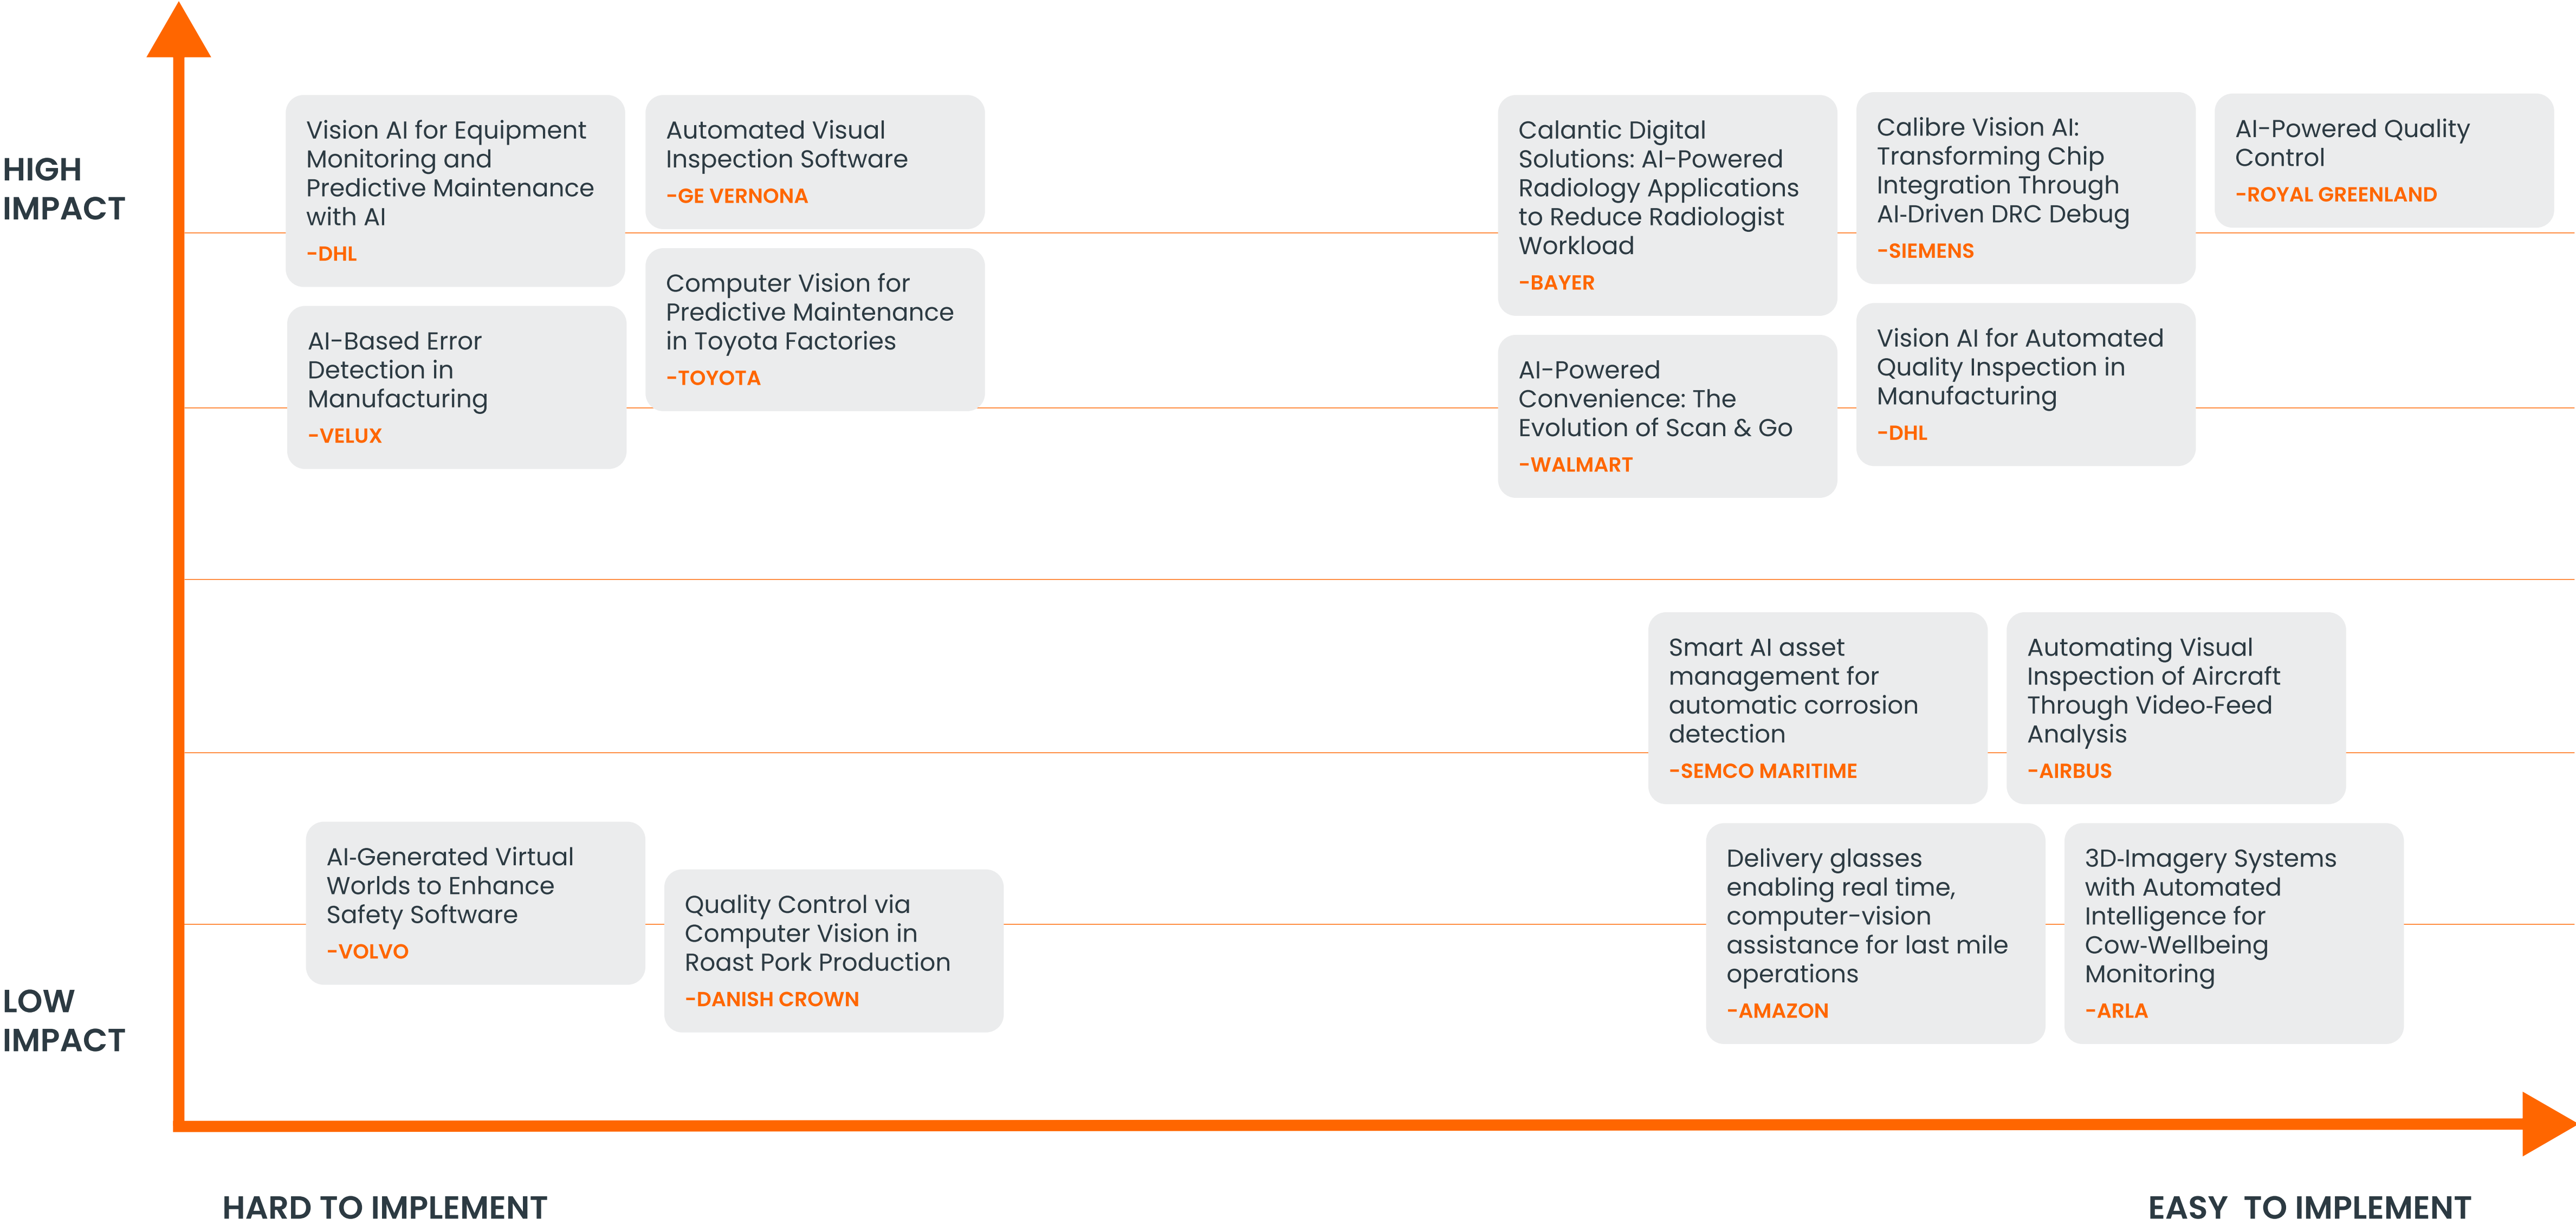 HIGH
IMPACT
Vision AI for Equipment
Monitoring and
Predictive Maintenance
with AI
-DHL
Automated Visual
Inspection Software
-GE VERNONA
AI-Based Error
Detection in
Manufacturing
-VELUX
Computer Vision for
Predictive Maintenance
in Toyota Factories
-TOYOTA
Calantic Digital
Solutions: AI-Powered
Radiology Applications
to Reduce Radiologist
Workload
-BAYER
Calibre Vision AI:
Transforming Chip
Integration Through
AI-Driven DRC Debug
-SIEMENS
AI-Powered Quality
Control
-ROYAL GREENLAND
AI-Powered
Convenience: The
Evolution of Scan & Go
-WALMART
Vision AI for Automated
Quality Inspection in
Manufacturing
-DHL
Smart AI asset
management for
automatic corrosion
detection
-SEMCO MARITIME
Automating Visual
Inspection of Aircraft
Through Video-Feed
Analysis
-AIRBUS
LOW
IMPACT
AI-Generated Virtual
Worlds to Enhance
Safety Software
-VOLVO
Quality Control via
Computer Vision in
Roast Pork Production
-DANISH CROWN
Delivery glasses
enabling real time,
computer-vision
assistance for last mile
operations
-AMAZON
3D-Imagery Systems
with Automated
Intelligence for
Cow-Wellbeing
Monitoring
-ARLA
HARD TO IMPLEMENT
EASY TO IMPLEMENT